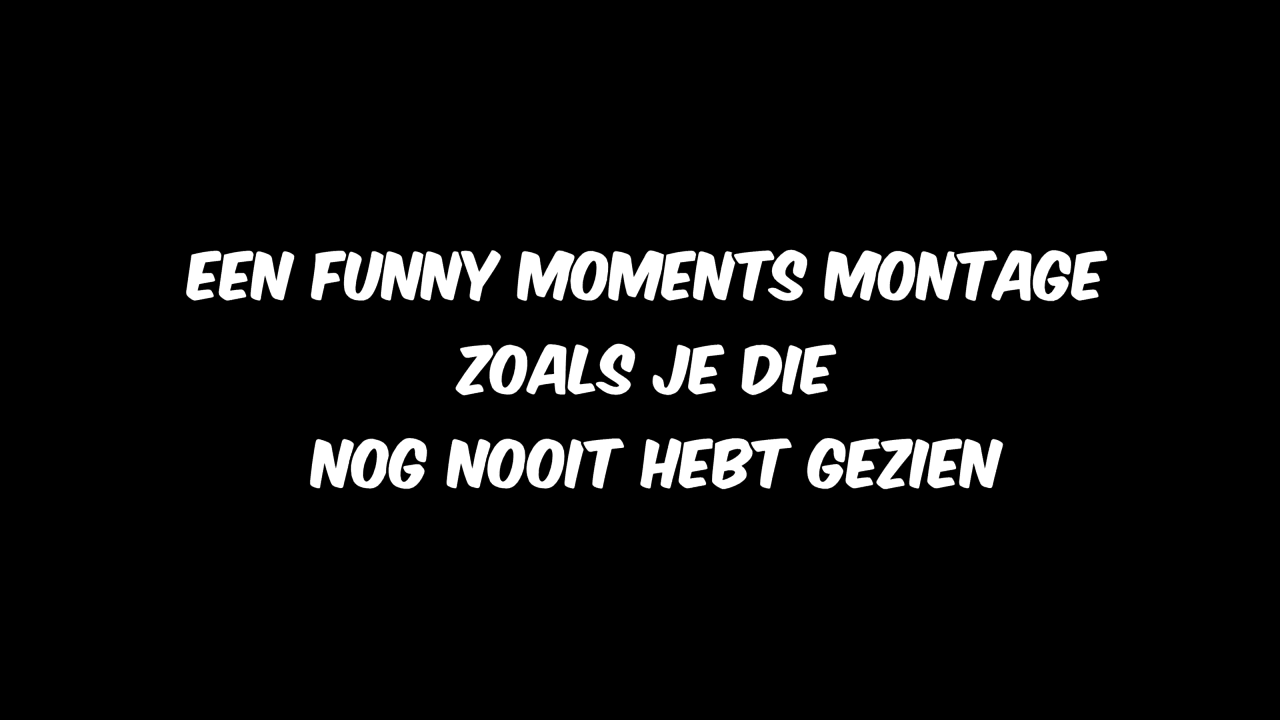 EEN FUNNY MOMENTS MONTAGE
ZOALS JE DIE
NOG NOOIT HEBT GEZIEN